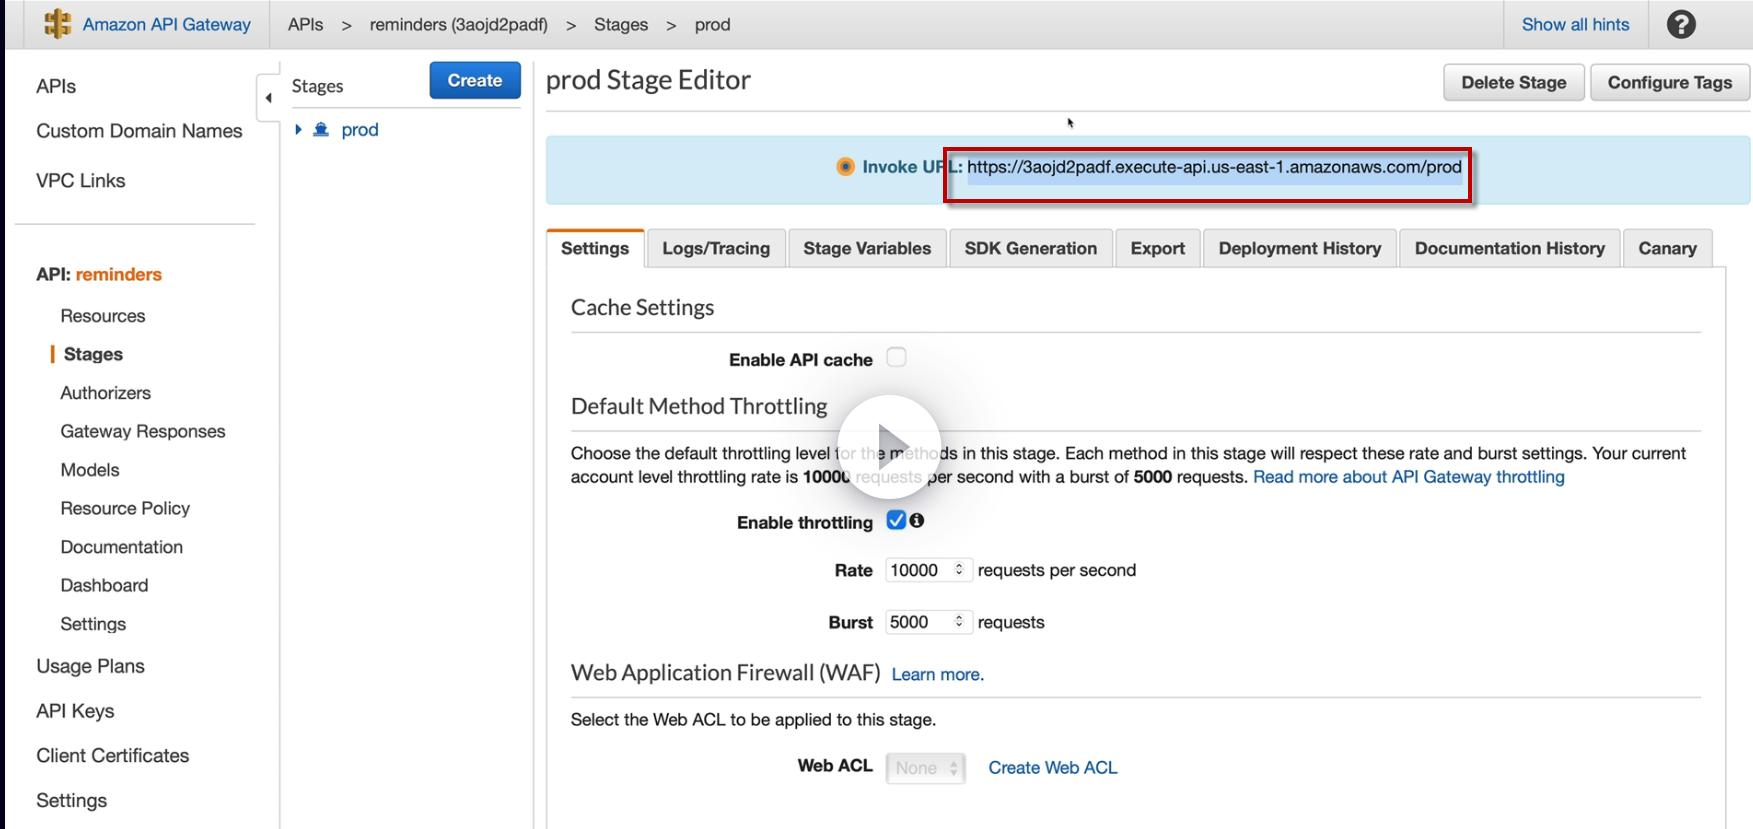 Amazon API Gateway
APIs > reminders (3aojd2padf) > Stages > prod
Show all hints
?
APIs
Custom Domain Names
VPC Links
API: reminders
Resources
Stages
Authorizers
Gateway Responses
Models
Resource Policy
Documentation
Dashboard
Settings
Usage Plans
API Keys
Client Certificates
Settings
Stages
Create
prod
prod Stage Editor
Delete Stage
Configure Tags
Invoke URL: https://3aojd2padf.execute-api.us-east-1.amazonaws.com/prod
Settings
Logs/Tracing
Stage Variables
SDK Generation
Export
Deployment History
Documentation History
Canary
Cache Settings
Enable API cache
Default Method Throttling
Choose the default throttling level for the methods in this stage. Each method in this stage will respect these rate and burst settings. Your current
account level throttling rate is 10000 requests per second with a burst of 5000 requests. Read more about API Gateway throttling
Enable throttling
Rate 10000 requests per second
Burst 5000 requests
Web Application Firewall (WAF) Learn more.
Select the Web ACL to be applied to this stage.
Web ACL None Create Web ACL